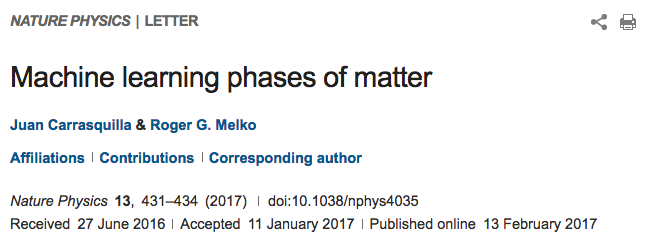 NATURE PHYSICS | LETTER
Machine learning phases of matter
Juan Carrasquilla & Roger G. Melko
Affiliations | Contributions | Corresponding author
Nature Physics 13, 431–434 (2017) | doi:10.1038/nphys4035
Received 27 June 2016 | Accepted 11 January 2017 | Published online 13 February 2017